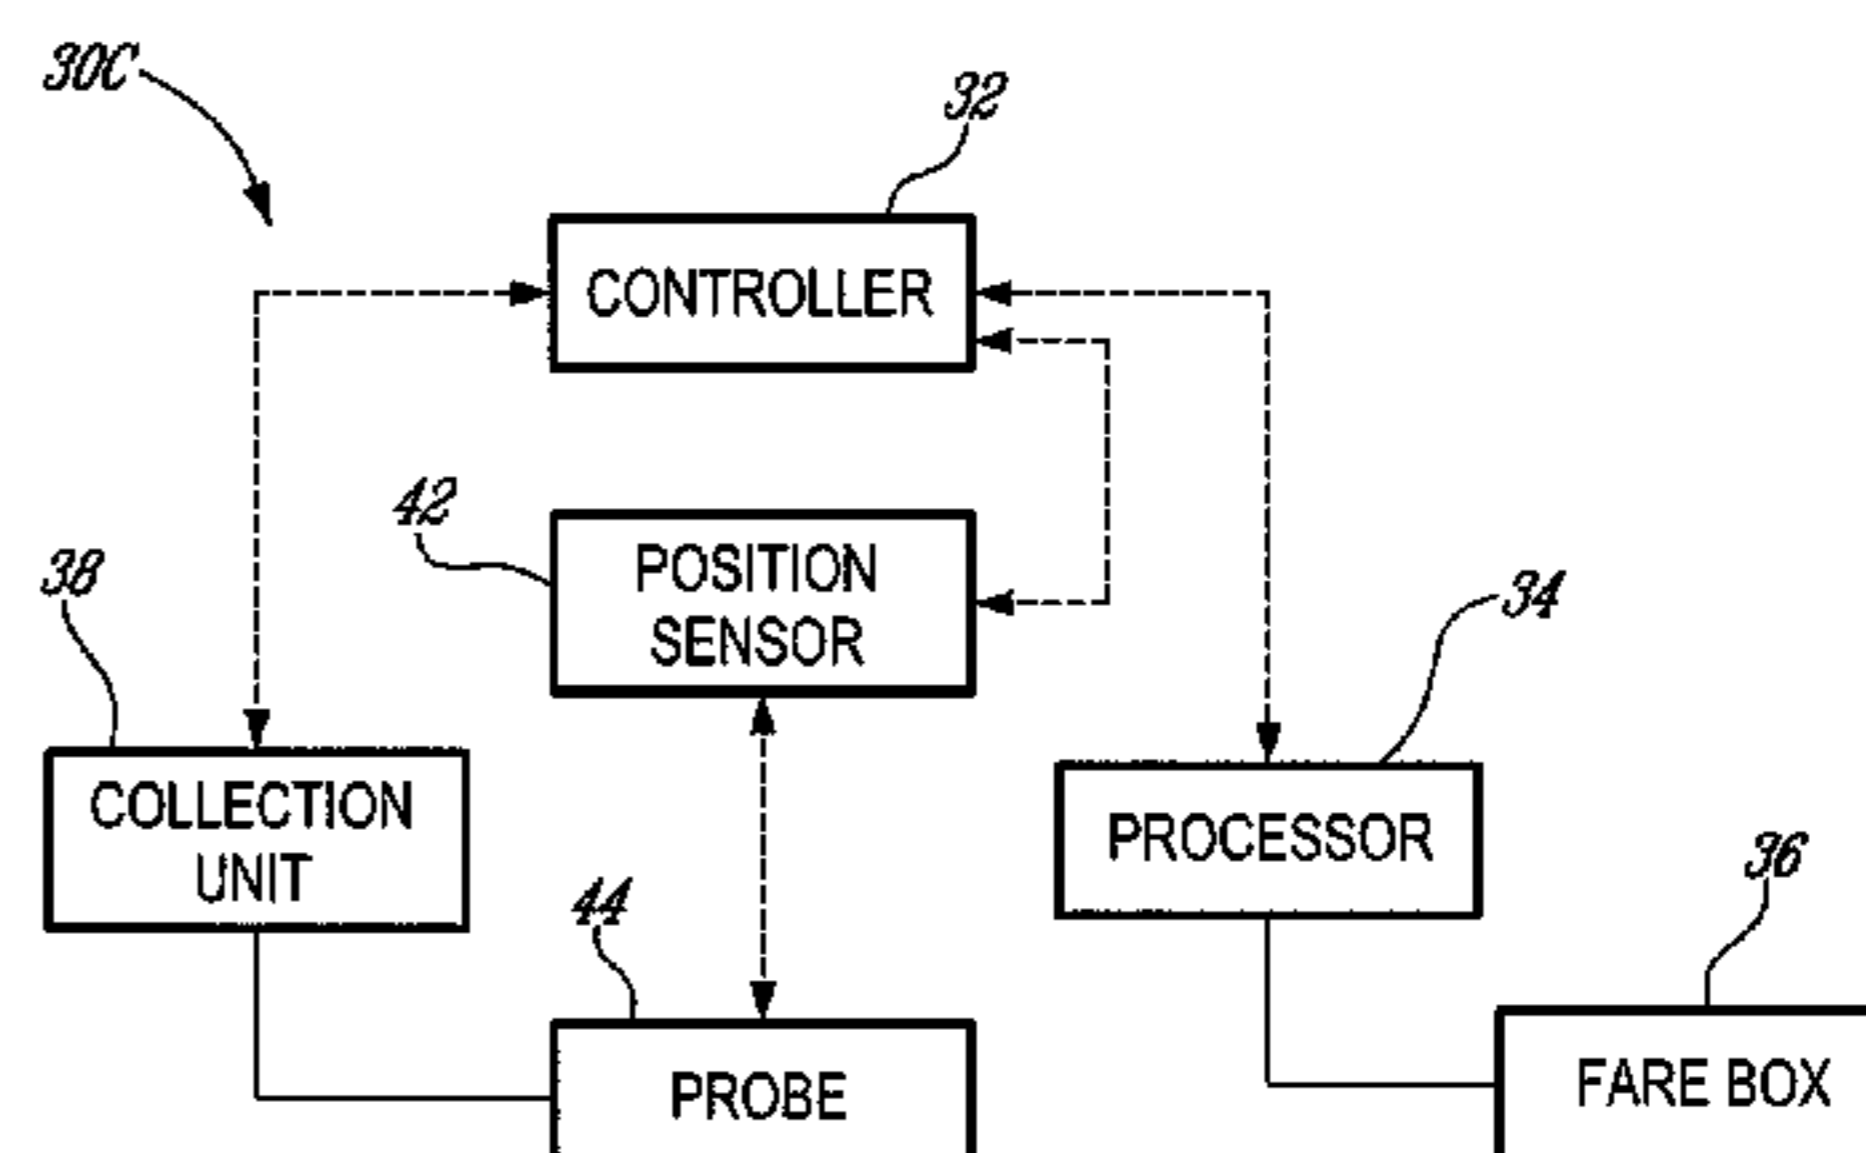 30C
32
CONTROLLER
42
POSITION
SENSOR
38
34
COLLECTION
UNIT
PROCESSOR
36
44
PROBE
FARE BOX